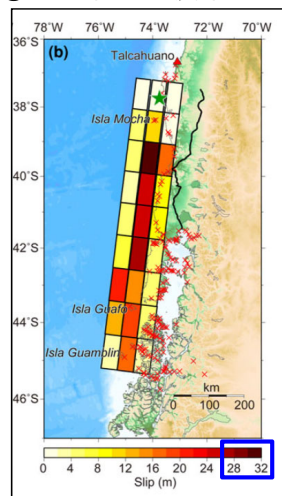 78°W 76°W 74°W 72°W 70°W
36°S
(b)
Talcahuano
38°S
Isla Mocha
40°S
42°S
44°S
Isla Guafo
Isla Guamblin
46°S
km
0 100 200
0 4 8 12 16 20 24 28 32
Slip (m)